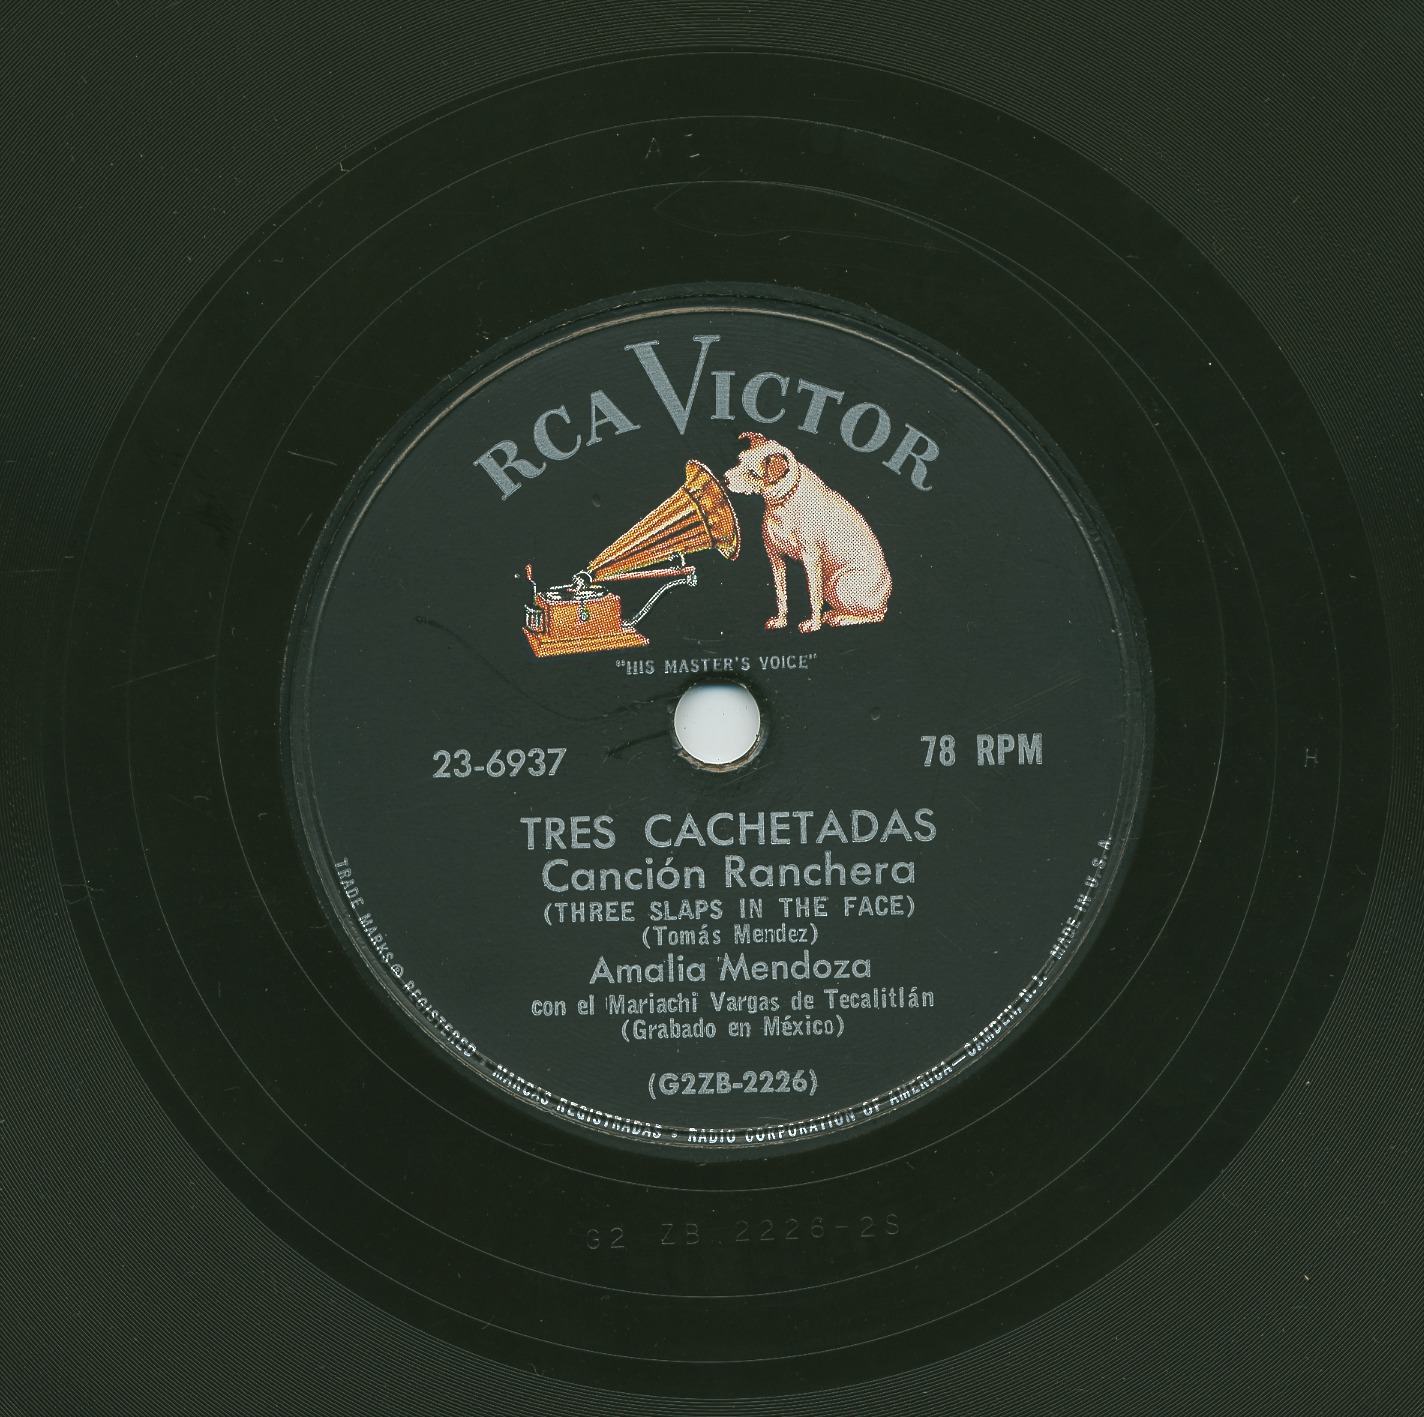 RCA VICTOR
"HIS MASTER'S VOICE"
23-6937
78 RPM
TRES CACHETADAS
Canción Ranchera
(THREE SLAPS IN THE FACE)
(Tomás Mendez)
Amalia Mendoza
con el Mariachi Vargas de Tecalitlán
(Grabado en México)
(G2ZB-2226)
TRADE MARKS ® REGISTERED • MARCAS REGISTRADAS • RADIO CORPORATION OF AMERICA—CAMDEN, N.J. MADE IN U.S.A.
G2 ZB 2226-2S
H